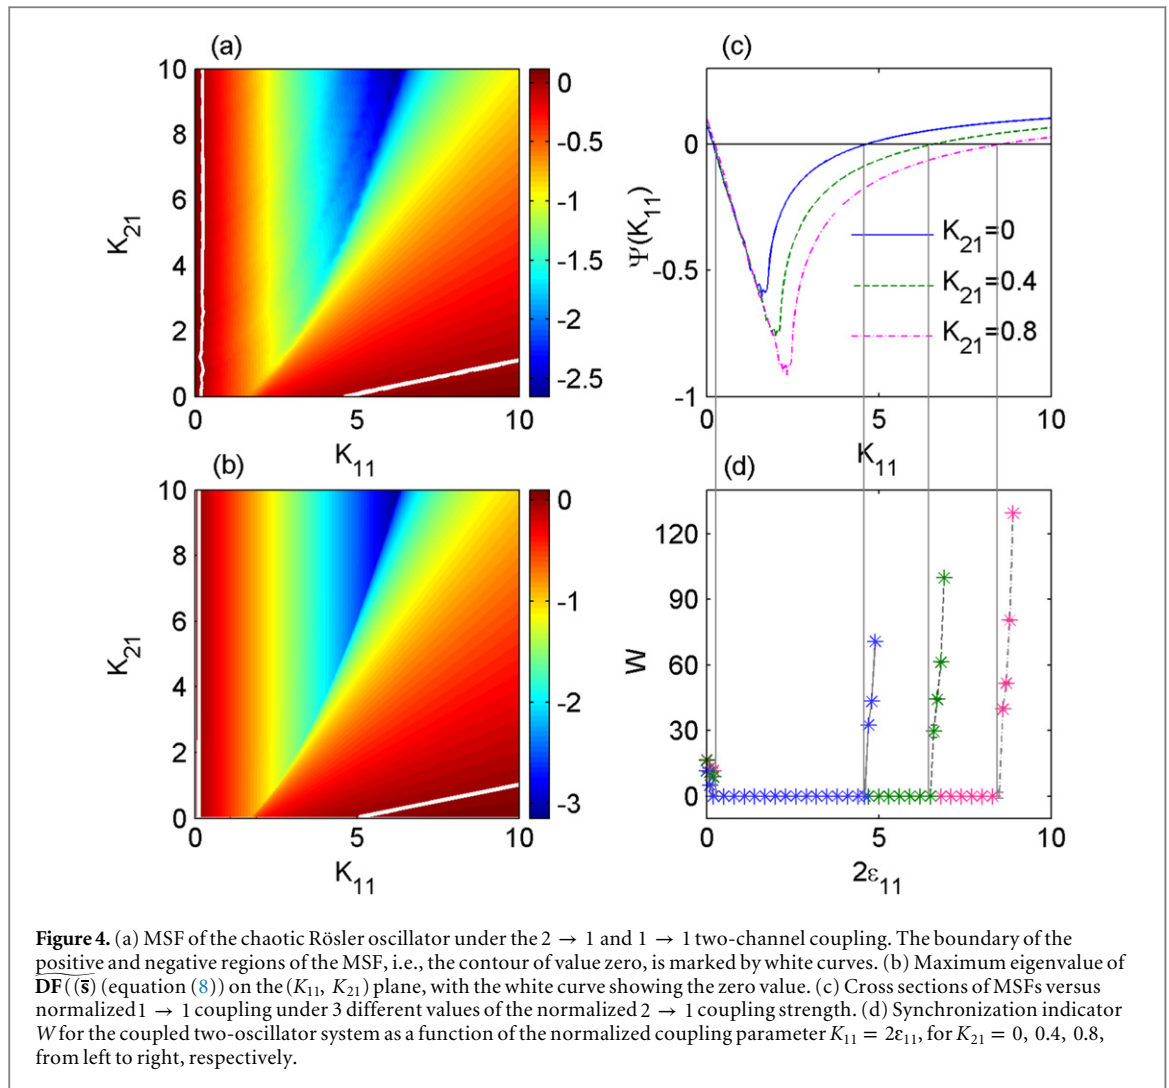 (a)
10
8
6
4
2
0
K21
0
5
10
K11
0
-0.5
-1
-1.5
-2
-2.5
(c)
0
-0.5
-1
Ψ(K11)
K21=0
K21=0.4
K21=0.8
0
5
10
K11
(b)
10
8
6
4
2
0
K21
0
5
10
K11
0
-1
-2
-3
(d)
120
90
60
30
0
W
0
5
10
2ε11
Figure 4. (a) MSF of the chaotic Rösler oscillator under the 2 → 1 and 1 → 1 two-channel coupling. The boundary of the
positive and negative regions of the MSF, i.e., the contour of value zero, is marked by white curves. (b) Maximum eigenvalue of
DF((s̅) (equation (8)) on the (K11, K21) plane, with the white curve showing the zero value. (c) Cross sections of MSFs versus
normalized 1 → 1 coupling under 3 different values of the normalized 2 → 1 coupling strength. (d) Synchronization indicator
W for the coupled two-oscillator system as a function of the normalized coupling parameter K11 = 2ε11, for K21 = 0, 0.4, 0.8,
from left to right, respectively.